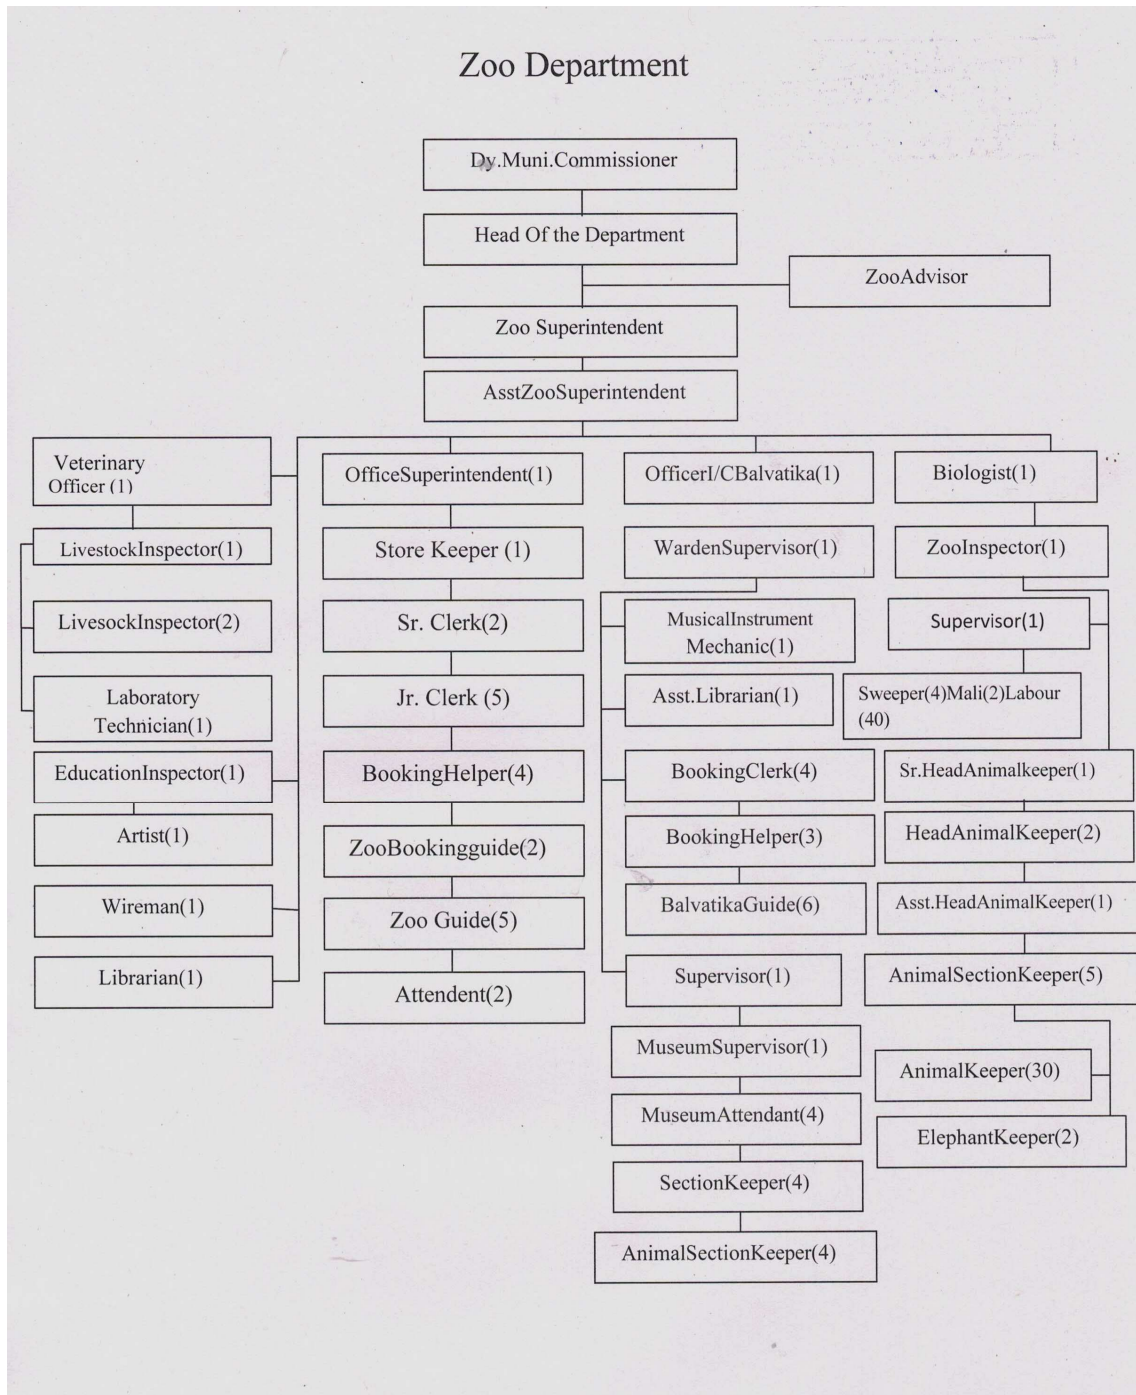 Zoo Department
Dy.Muni.Commissioner
Head Of the Department
ZooAdvisor
Zoo Superintendent
AsstZooSuperintendent
Veterinary
Officer (1)
LivestockInspector(1)
LivesockInspector(2)
Laboratory
Technician(1)
EducationInspector(1)
Artist(1)
Wireman(1)
Librarian(1)
OfficeSuperintendent(1)
Store Keeper (1)
Sr. Clerk(2)
Jr. Clerk (5)
BookingHelper(4)
ZooBookingguide(2)
Zoo Guide(5)
Attendent(2)
OfficerI/CBalvatika(1)
WardenSupervisor(1)
MusicalInstrument
Mechanic(1)
Asst.Librarian(1)
BookingClerk(4)
BookingHelper(3)
BalvatikaGuide(6)
Supervisor(1)
MuseumSupervisor(1)
MuseumAttendant(4)
SectionKeeper(4)
AnimalSectionKeeper(4)
Biologist(1)
ZooInspector(1)
Supervisor(1)
Sweeper(4)Mali(2)Labour
(40)
Sr.HeadAnimalkeeper(1)
HeadAnimalKeeper(2)
Asst.HeadAnimalKeeper(1)
AnimalSectionKeeper(5)
AnimalKeeper(30)
ElephantKeeper(2)